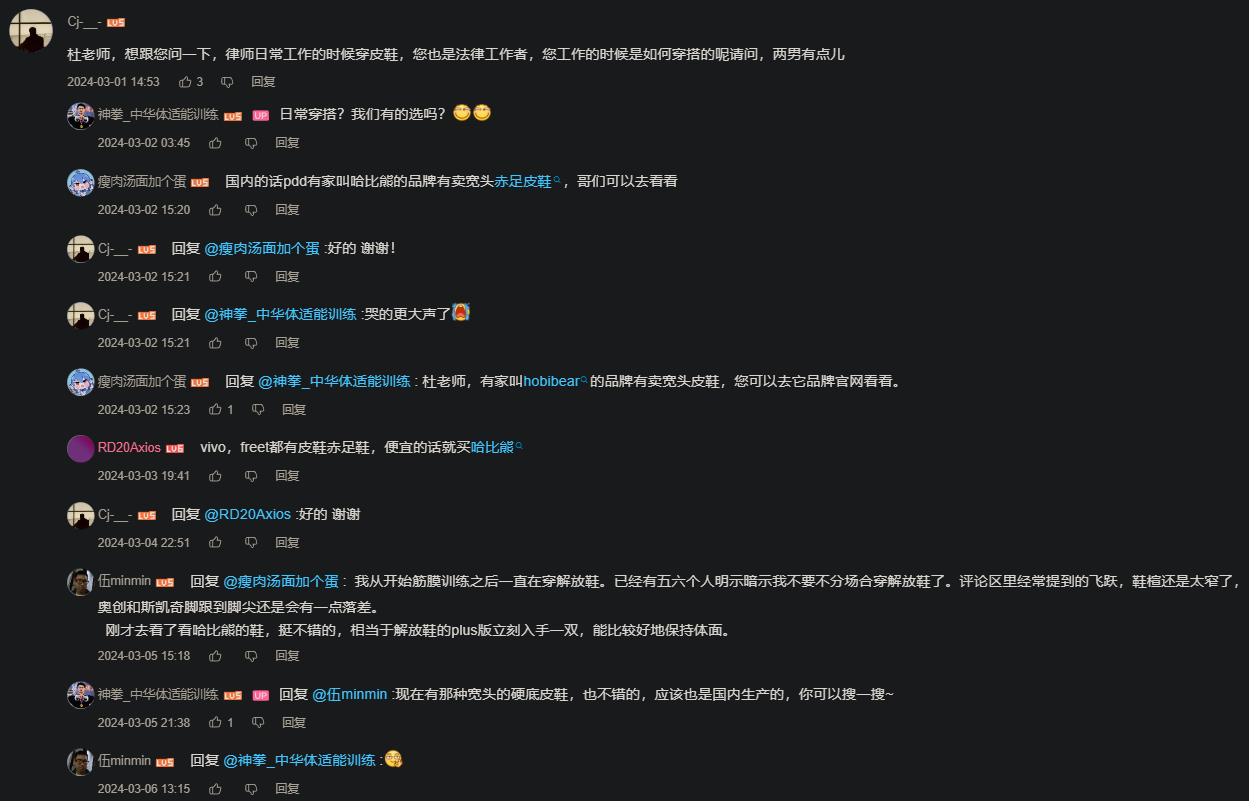 Cj-__- LV5
杜老师，想跟您问一下，律师日常工作的时候穿皮鞋，您也是法律工作者，您工作的时候是如何穿搭的呢请问，两男有点儿
2024-03-01 14:53 3 回复
神拳_中华体适能训练 LV5 UP 日常穿搭？我们有的选吗？
2024-03-02 03:45 回复
瘦肉汤面加个蛋 LV5 国内的话pdd有家叫哈比熊的品牌有卖宽头赤足皮鞋，哥们可以去看看
2024-03-02 15:20 回复
Cj-__- LV5 回复 @瘦肉汤面加个蛋 :好的 谢谢！
2024-03-02 15:21 回复
Cj-__- LV5 回复 @神拳_中华体适能训练 :哭的更大声了
2024-03-02 15:21 回复
瘦肉汤面加个蛋 LV5 回复 @神拳_中华体适能训练 : 杜老师，有家叫hobibear的品牌有卖宽头皮鞋，您可以去它品牌官网看看。
2024-03-02 15:23 1 回复
RD20Axios LV6 vivo，freet都有皮鞋赤足鞋，便宜的话就买哈比熊
2024-03-03 19:41 回复
Cj-__- LV5 回复 @RD20Axios :好的 谢谢
2024-03-04 22:51 回复
伍minmin LV5 回复 @瘦肉汤面加个蛋 : 我从开始筋膜训练之后一直在穿解放鞋。已经有五六个人明示暗示我不要不分场合穿解放鞋了。评论区里经常提到的飞跃，鞋楦还是太窄了，
奥创和斯凯奇脚跟到脚尖还是会有一点落差。
刚才去看了看哈比熊的鞋，挺不错的，相当于解放鞋的plus版立刻入手一双，能比较好地保持体面。
2024-03-05 15:18 回复
神拳_中华体适能训练 LV5 UP 回复 @伍minmin :现在有那种宽头的硬底皮鞋，也不错的，应该也是国内生产的，你可以搜一搜~
2024-03-05 21:38 1 回复
伍minmin LV5 回复 @神拳_中华体适能训练 :
2024-03-06 13:15 回复